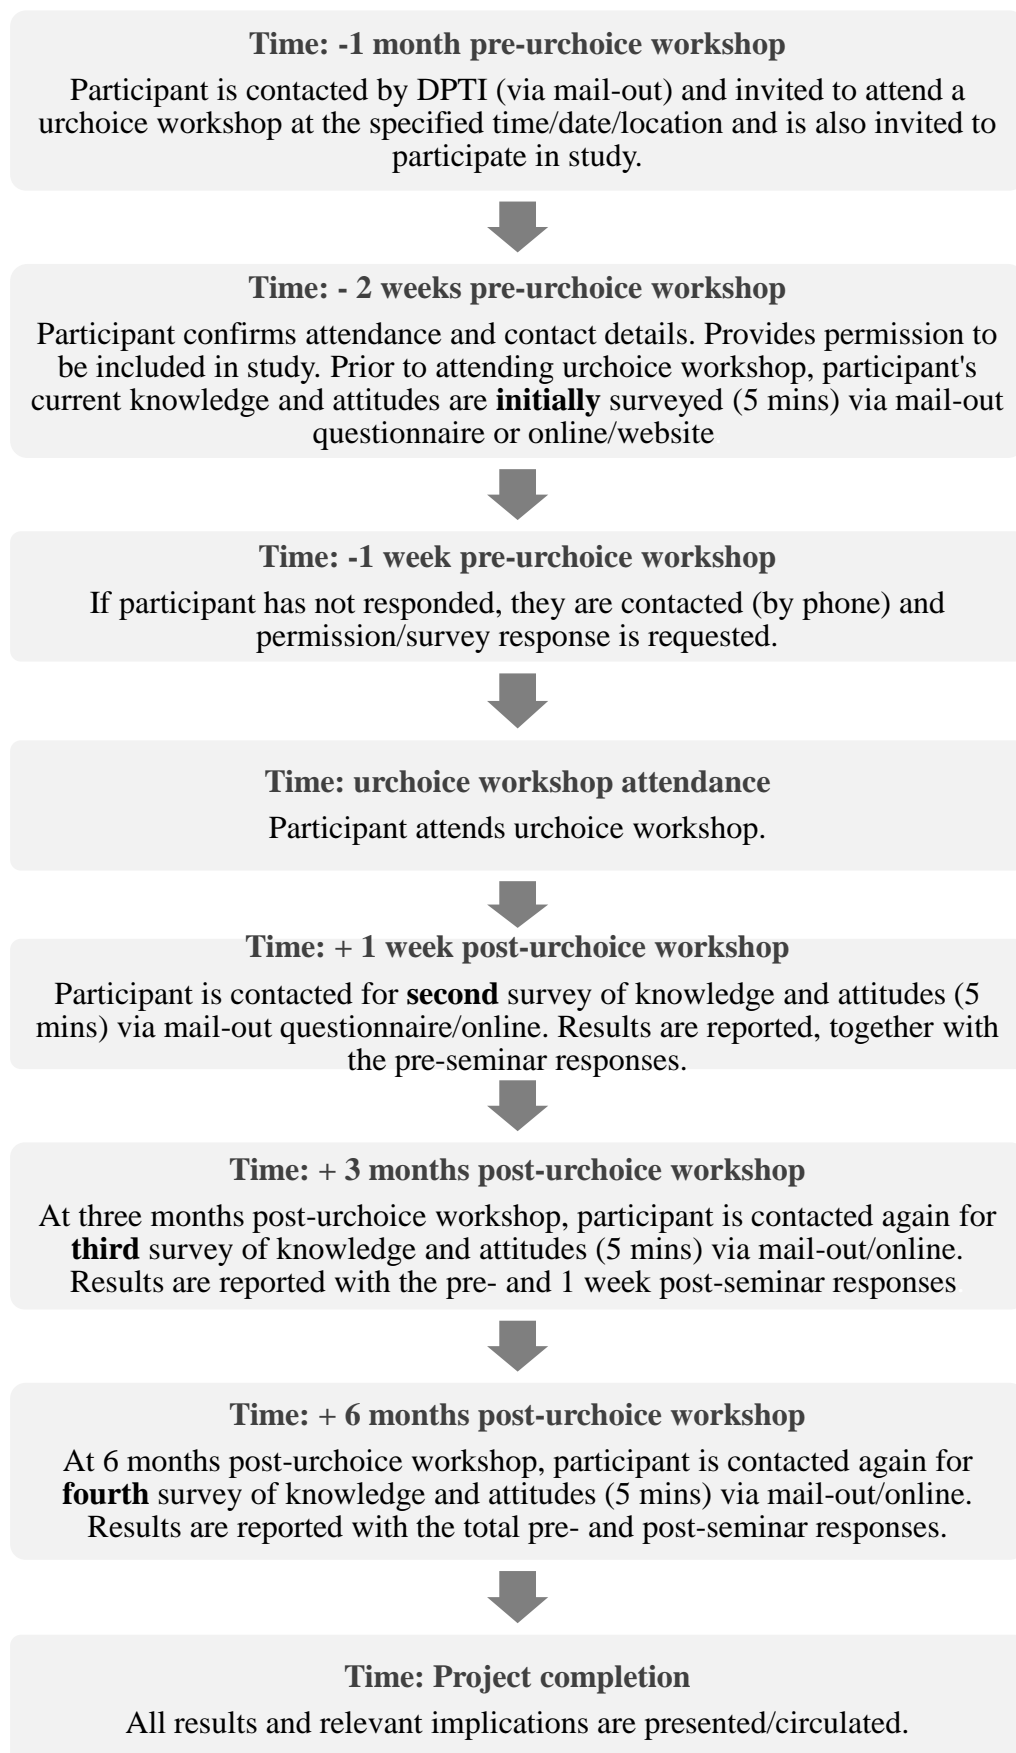 Time: -1 month pre-urchoice workshop
Participant is contacted by DPTI (via mail-out) and invited to attend a
urchoice workshop at the specified time/date/location and is also invited to
participate in study.
Time: - 2 weeks pre-urchoice workshop
Participant confirms attendance and contact details. Provides permission to
be included in study. Prior to attending urchoice workshop, participant's
current knowledge and attitudes are initially surveyed (5 mins) via mail-out
questionnaire or online/website
Time: -1 week pre-urchoice workshop
If participant has not responded, they are contacted (by phone) and
permission/survey response is requested.
Time: urchoice workshop attendance
Participant attends urchoice workshop.
Time: + 1 week post-urchoice workshop
Participant is contacted for second survey of knowledge and attitudes (5
mins) via mail-out questionnaire/online. Results are reported, together with
the pre-seminar responses.
Time: + 3 months post-urchoice workshop
At three months post-urchoice workshop, participant is contacted again for
third survey of knowledge and attitudes (5 mins) via mail-out/online.
Results are reported with the pre- and 1 week post-seminar responses
Time: + 6 months post-urchoice workshop
At 6 months post-urchoice workshop, participant is contacted again for
fourth survey of knowledge and attitudes (5 mins) via mail-out/online.
Results are reported with the total pre- and post-seminar responses.
Time: Project completion
All results and relevant implications are presented/circulated.